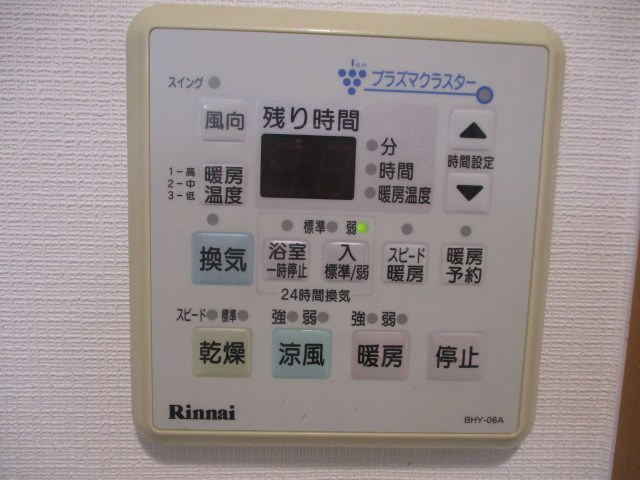 ion
プラズマクラスター
スイング
風向
残り時間
分
時間
暖房温度
時間設定
1－高
2－中
3－低
暖房
温度
標準 弱
換気
浴室
一時停止
入
標準/弱
スピード
暖房
暖房
予約
24時間換気
スピード 標準
強 弱
強 弱
乾燥
涼風
暖房
停止
Rinnai
BHY-06A